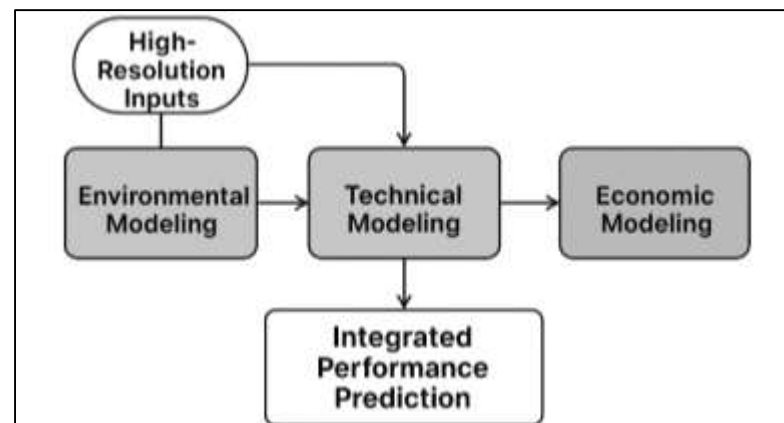 High-
Resolution
Inputs
Environmental
Modeling
Technical
Modeling
Economic
Modeling
Integrated
Performance
Prediction